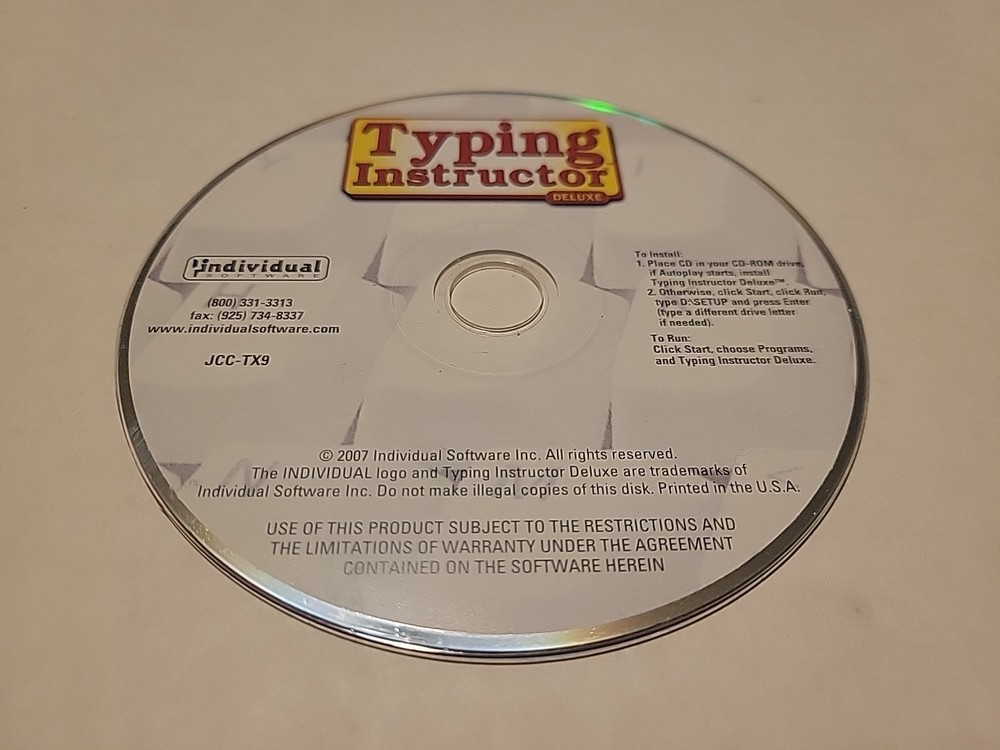 Typing
Instructor
DELUXE
individual
SOFTWARE
(800) 331-3313
fax: (925) 734-8337
www.individualsoftware.com
JCC-TX9
To Install:
1. Place CD in your CD-ROM drive,
if Autoplay starts, install
Typing Instructor Deluxe™.
2. Otherwise, click Start, click Run,
type D:\SETUP and press Enter
(type a different drive letter
if needed).
To Run:
Click Start, choose Programs,
and Typing Instructor Deluxe.
© 2007 Individual Software Inc. All rights reserved.
The INDIVIDUAL logo and Typing Instructor Deluxe are trademarks of
Individual Software Inc. Do not make illegal copies of this disk. Printed in the U.S.A.
USE OF THIS PRODUCT SUBJECT TO THE RESTRICTIONS AND
THE LIMITATIONS OF WARRANTY UNDER THE AGREEMENT
CONTAINED ON THE SOFTWARE HEREIN